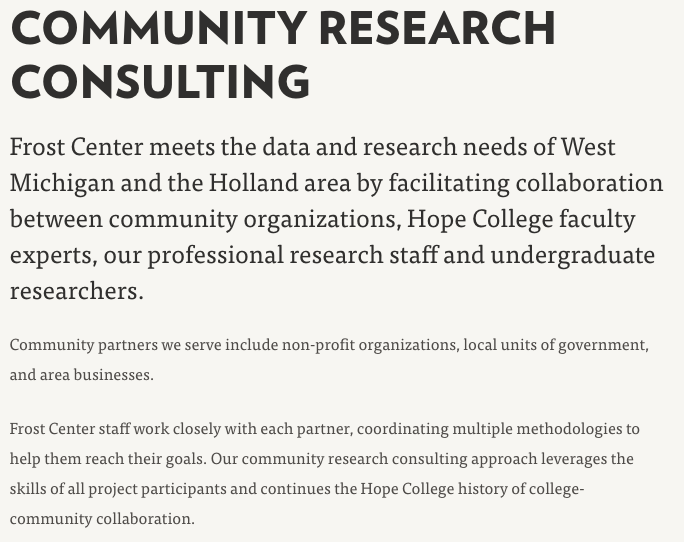 COMMUNITY RESEARCH
CONSULTING
Frost Center meets the data and research needs of West
Michigan and the Holland area by facilitating collaboration
between community organizations, Hope College faculty
experts, our professional research staff and undergraduate
researchers.
Community partners we serve include non-profit organizations, local units of government,
and area businesses.
Frost Center staff work closely with each partner, coordinating multiple methodologies to
help them reach their goals. Our community research consulting approach leverages the
skills of all project participants and continues the Hope College history of college-
community collaboration.